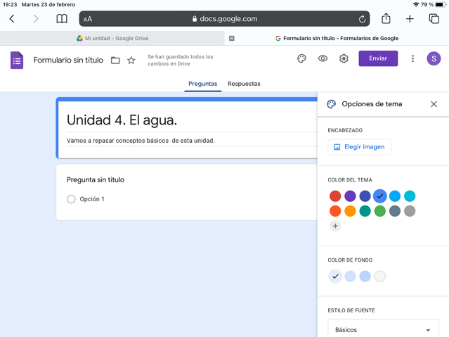 19:23 Martes 23 de febrero
95 %
AA
docs.google.com
Mi unidad - Google Drive
Formulario sin título - Formularios de Google
Formulario sin título
Se han guardado todos los
cambios en Drive
Enviar
S
Preguntas Respuestas
Unidad 4. El agua.
Vamos a repasar conceptos básicos de esta unidad.
Pregunta sin título
Opción 1
Opciones de tema
ENCABEZADO
Elegir imagen
COLOR DEL TEMA
COLOR DE FONDO
ESTILO DE FUENTE
Básicos